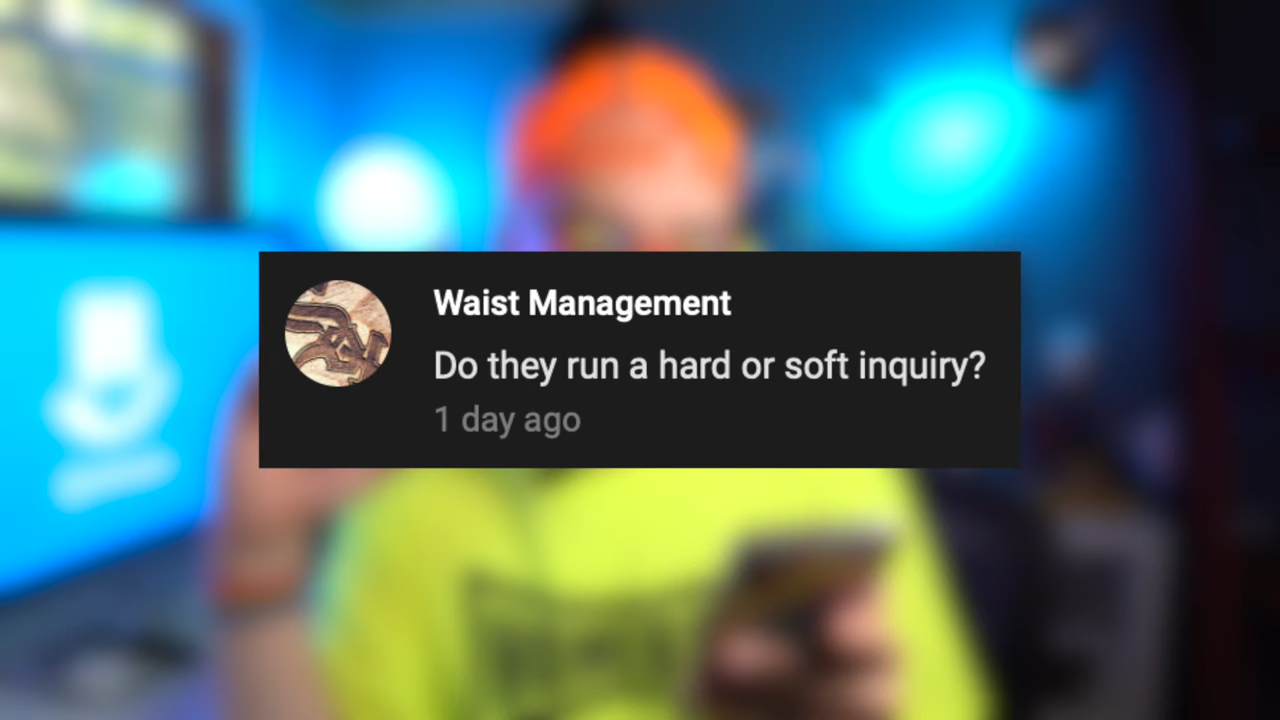 Waist Management
Do they run a hard or soft inquiry?
1 day ago